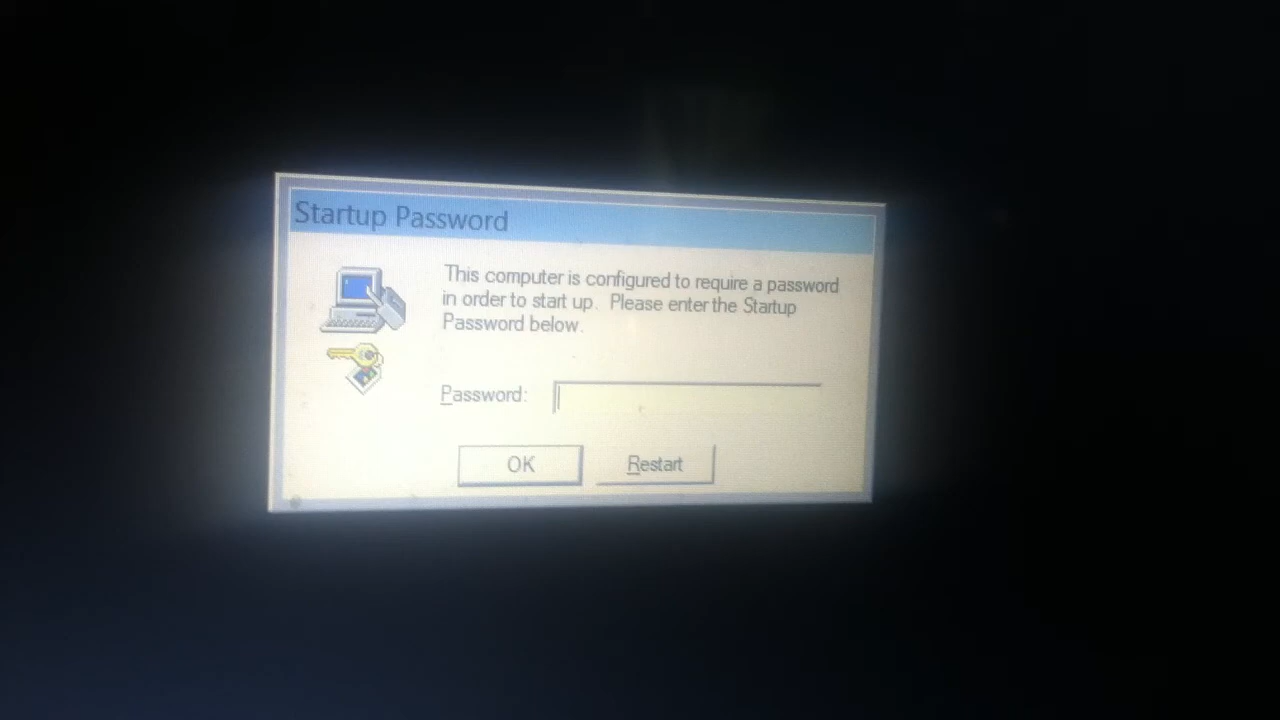 Startup Password
This computer is configured to require a password
in order to start up. Please enter the Startup
Password below.
Password:
OK Restart